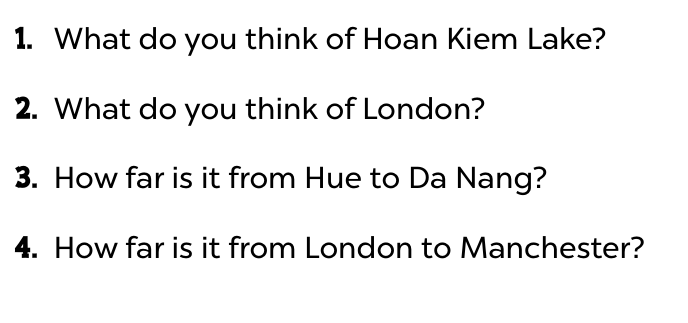 1. What do you think of Hoan Kiem Lake?
2. What do you think of London?
3. How far is it from Hue to Da Nang?
4. How far is it from London to Manchester?